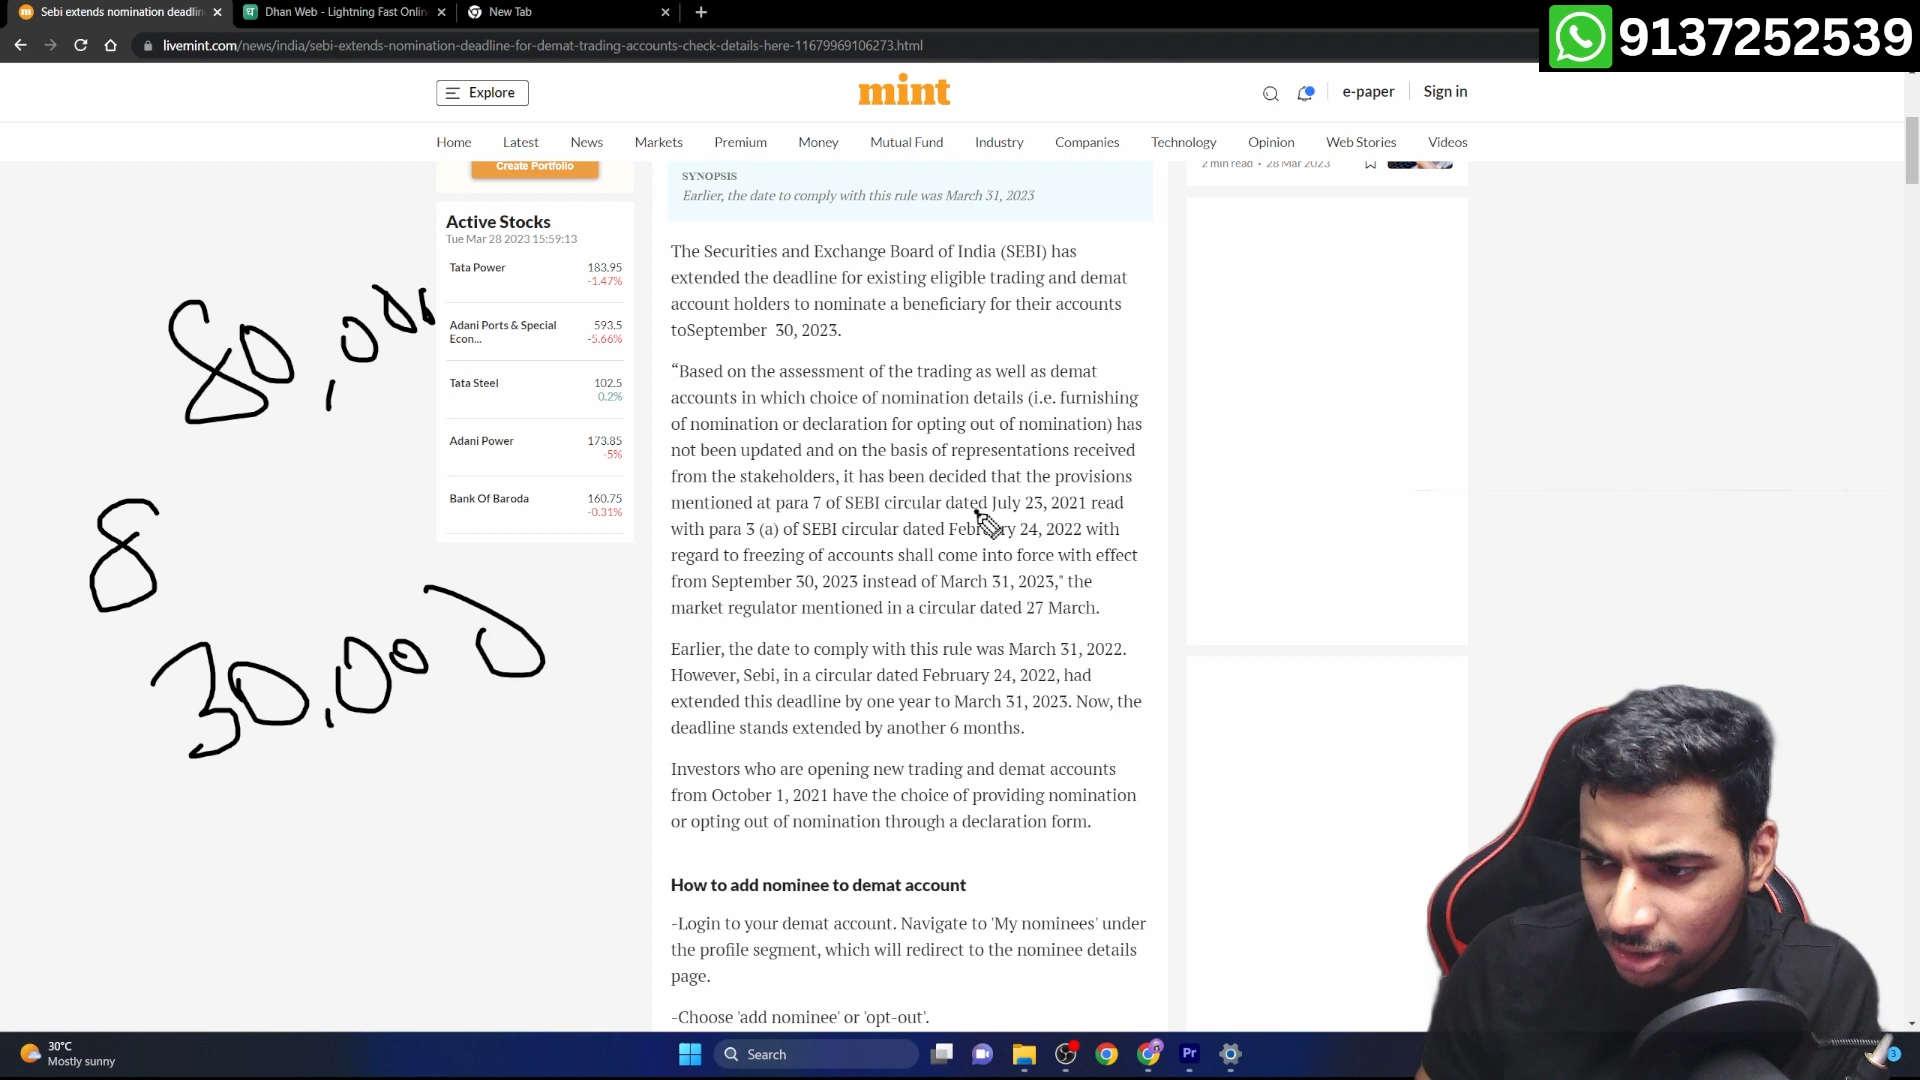 Sebi extends nomination deadlin
Dhan Web - Lightning Fast Onlin
New Tab
livemint.com/news/india/sebi-extends-nomination-deadline-for-demat-trading-accounts-check-details-here-11679969106273.html
9137252539
Explore
mint
e-paper
Sign in
Home Latest News Markets Premium Money Mutual Fund Industry Companies Technology Opinion Web Stories Videos
Create Portfolio
Active Stocks
Tue Mar 28 2023 15:59:13
Tata Power 183.95
-1.47%
Adani Ports & Special 593.5
Econ... -5.66%
Tata Steel 102.5
0.2%
Adani Power 173.85
-5%
Bank Of Baroda 160.75
-0.31%
80,000
8
30,000
SYNOPSIS
Earlier, the date to comply with this rule was March 31, 2023
The Securities and Exchange Board of India (SEBI) has
extended the deadline for existing eligible trading and demat
account holders to nominate a beneficiary for their accounts
toSeptember 30, 2023.
“Based on the assessment of the trading as well as demat
accounts in which choice of nomination details (i.e. furnishing
of nomination or declaration for opting out of nomination) has
not been updated and on the basis of representations received
from the stakeholders, it has been decided that the provisions
mentioned at para 7 of SEBI circular dated July 23, 2021 read
with para 3 (a) of SEBI circular dated February 24, 2022 with
regard to freezing of accounts shall come into force with effect
from September 30, 2023 instead of March 31, 2023," the
market regulator mentioned in a circular dated 27 March.
Earlier, the date to comply with this rule was March 31, 2022.
However, Sebi, in a circular dated February 24, 2022, had
extended this deadline by one year to March 31, 2023. Now, the
deadline stands extended by another 6 months.
Investors who are opening new trading and demat accounts
from October 1, 2021 have the choice of providing nomination
or opting out of nomination through a declaration form.
How to add nominee to demat account
-Login to your demat account. Navigate to 'My nominees' under
the profile segment, which will redirect to the nominee details
page.
-Choose 'add nominee' or 'opt-out'.
2 min read • 28 Mar 2023
30°C
Mostly sunny
Search
Pr
3